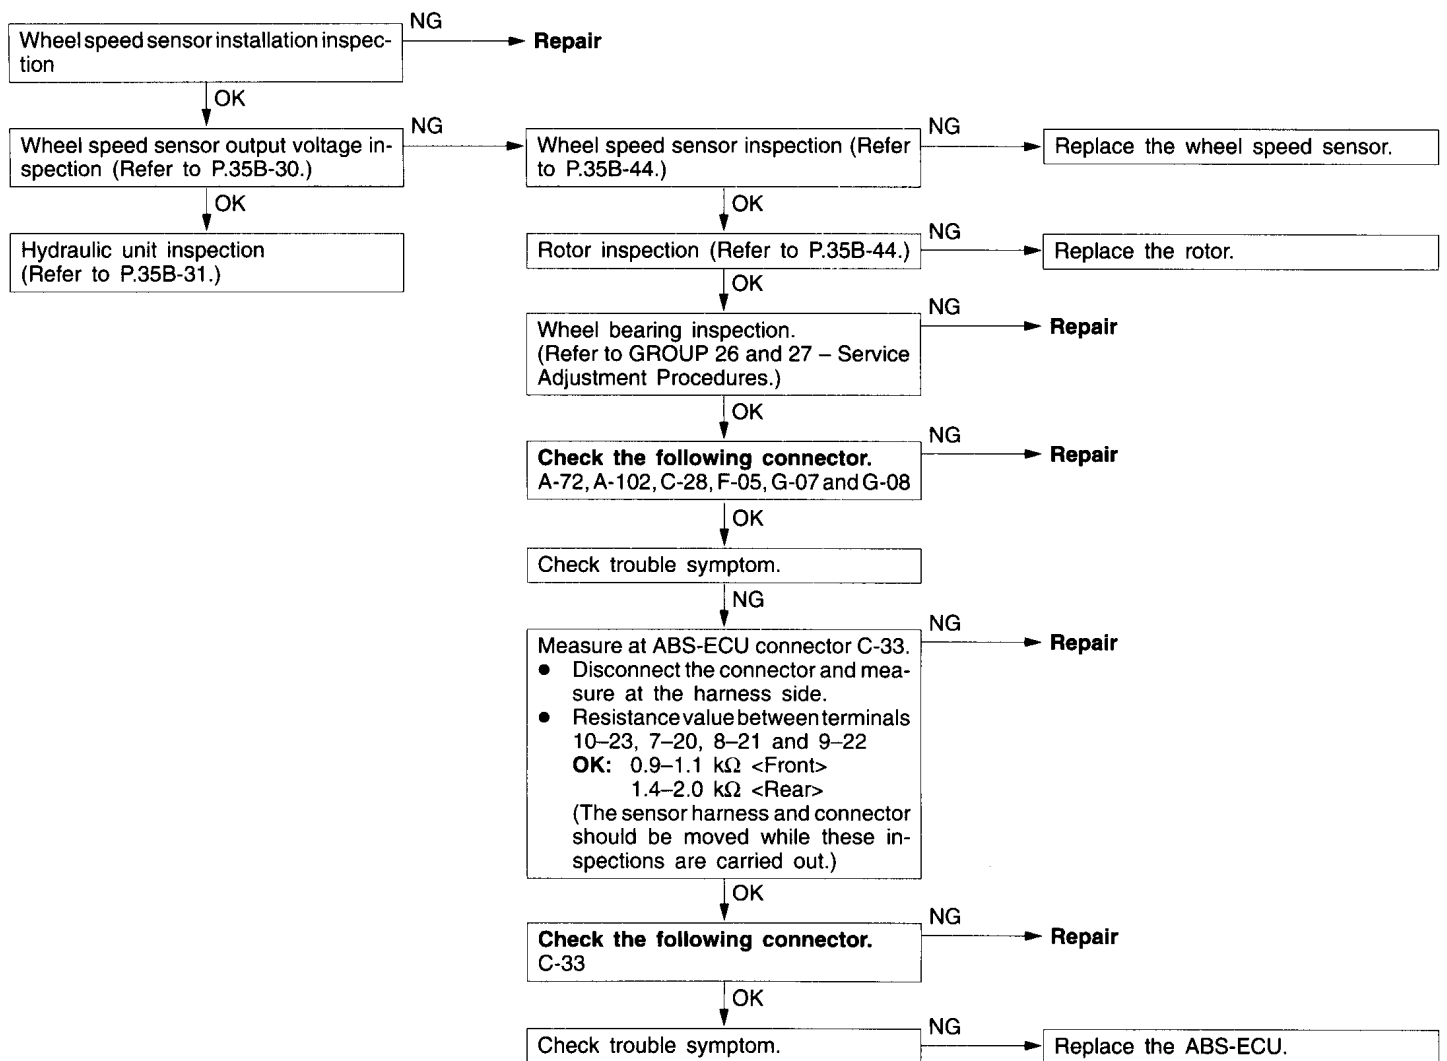 NG
Wheel speed sensor installation inspec-
tion
Repair
OK
Wheel speed sensor output voltage in-
spection (Refer to P.35B-30.)
NG
Wheel speed sensor inspection (Refer
to P.35B-44.)
NG
Replace the wheel speed sensor.
OK
Hydraulic unit inspection
(Refer to P.35B-31.)
OK
Rotor inspection (Refer to P.35B-44.)
NG
Replace the rotor.
OK
Wheel bearing inspection.
(Refer to GROUP 26 and 27 – Service
Adjustment Procedures.)
NG
Repair
OK
Check the following connector.
A-72, A-102, C-28, F-05, G-07 and G-08
NG
Repair
OK
Check trouble symptom.
NG
Measure at ABS-ECU connector C-33.
● Disconnect the connector and mea-
sure at the harness side.
● Resistance value between terminals
10–23, 7–20, 8–21 and 9–22
OK: 0.9–1.1 kΩ <Front>
1.4–2.0 kΩ <Rear>
(The sensor harness and connector
should be moved while these in-
spections are carried out.)
NG
Repair
OK
Check the following connector.
C-33
NG
Repair
OK
Check trouble symptom.
NG
Replace the ABS-ECU.